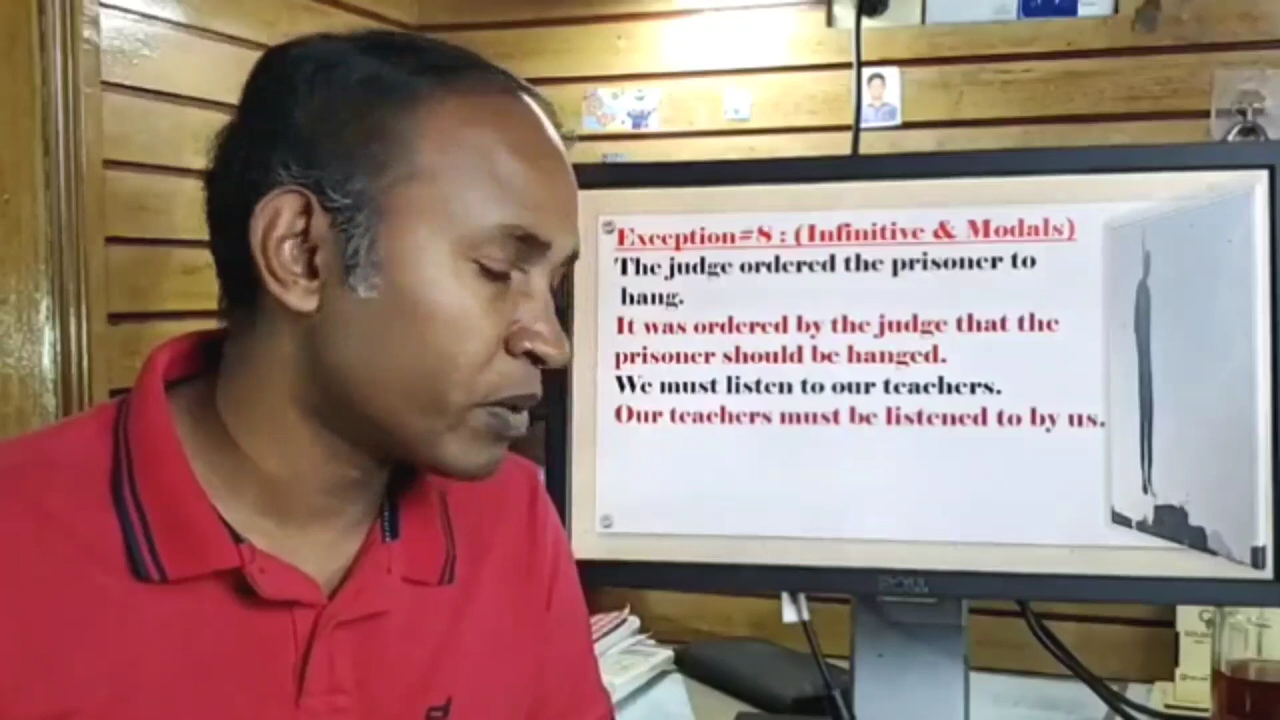 Exception=8 : (Infinitive & Modals)
The judge ordered the prisoner to
hang.
It was ordered by the judge that the
prisoner should be hanged.
We must listen to our teachers.
Our teachers must be listened to by us.
DELL